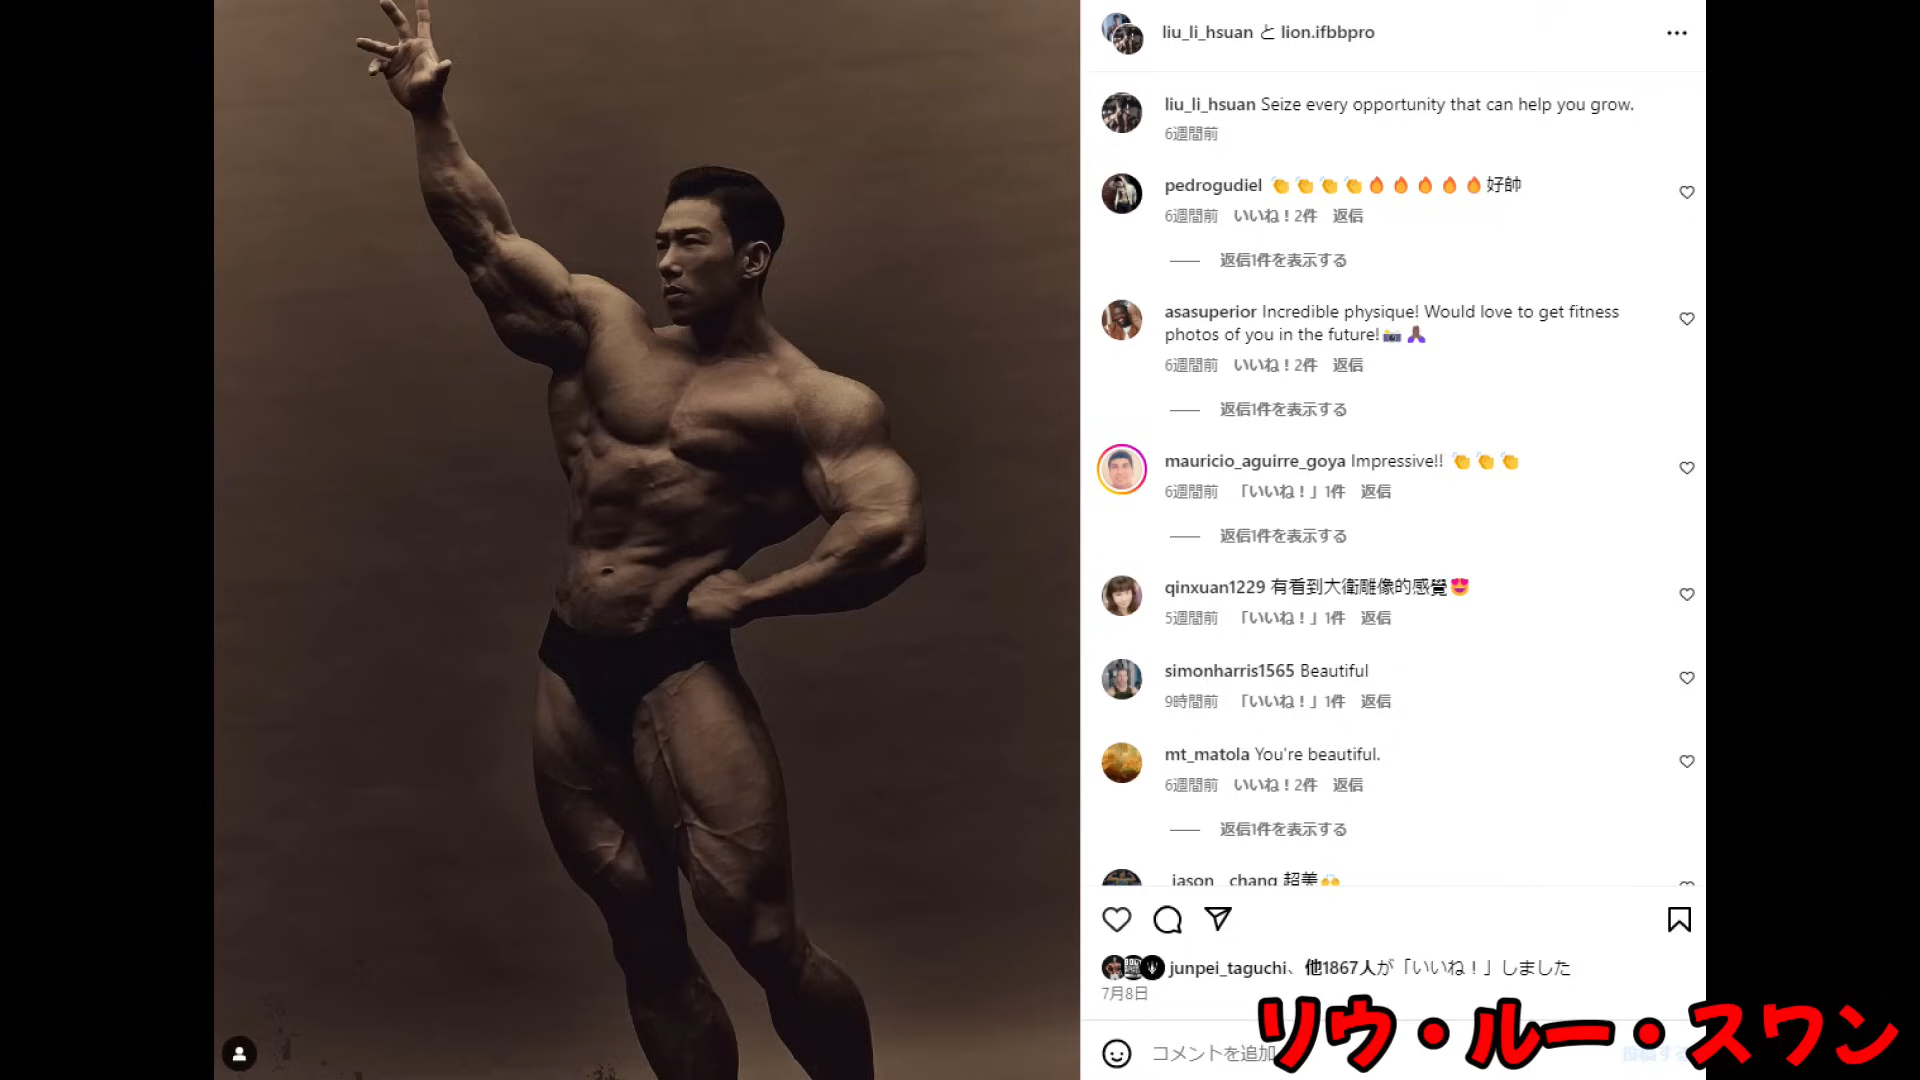 liu_li_hsuan と lion.ifbbpro
liu_li_hsuan Seize every opportunity that can help you grow.
6週間前
pedrogudiel 👏👏👏👏🔥🔥🔥🔥🔥好帥
6週間前 いいね！2件 返信
返信1件を表示する
asasuperior Incredible physique! Would love to get fitness
photos of you in the future!📸🙏🏿
6週間前 いいね！2件 返信
返信1件を表示する
mauricio_aguirre_goya Impressive!! 👏👏👏
6週間前 「いいね！」1件 返信
返信1件を表示する
qinxuan1229 有看到大衛雕像的感覺😍
5週間前 「いいね！」1件 返信
simonharris1565 Beautiful
9時間前 「いいね！」1件 返信
mt_matola You're beautiful.
6週間前 いいね！2件 返信
返信1件を表示する
_jason__chang 超美🙌
junpei_taguchi、他1867人が「いいね！」しました
7月8日
コメントを追加
投稿する
リウ・ルー・スワン